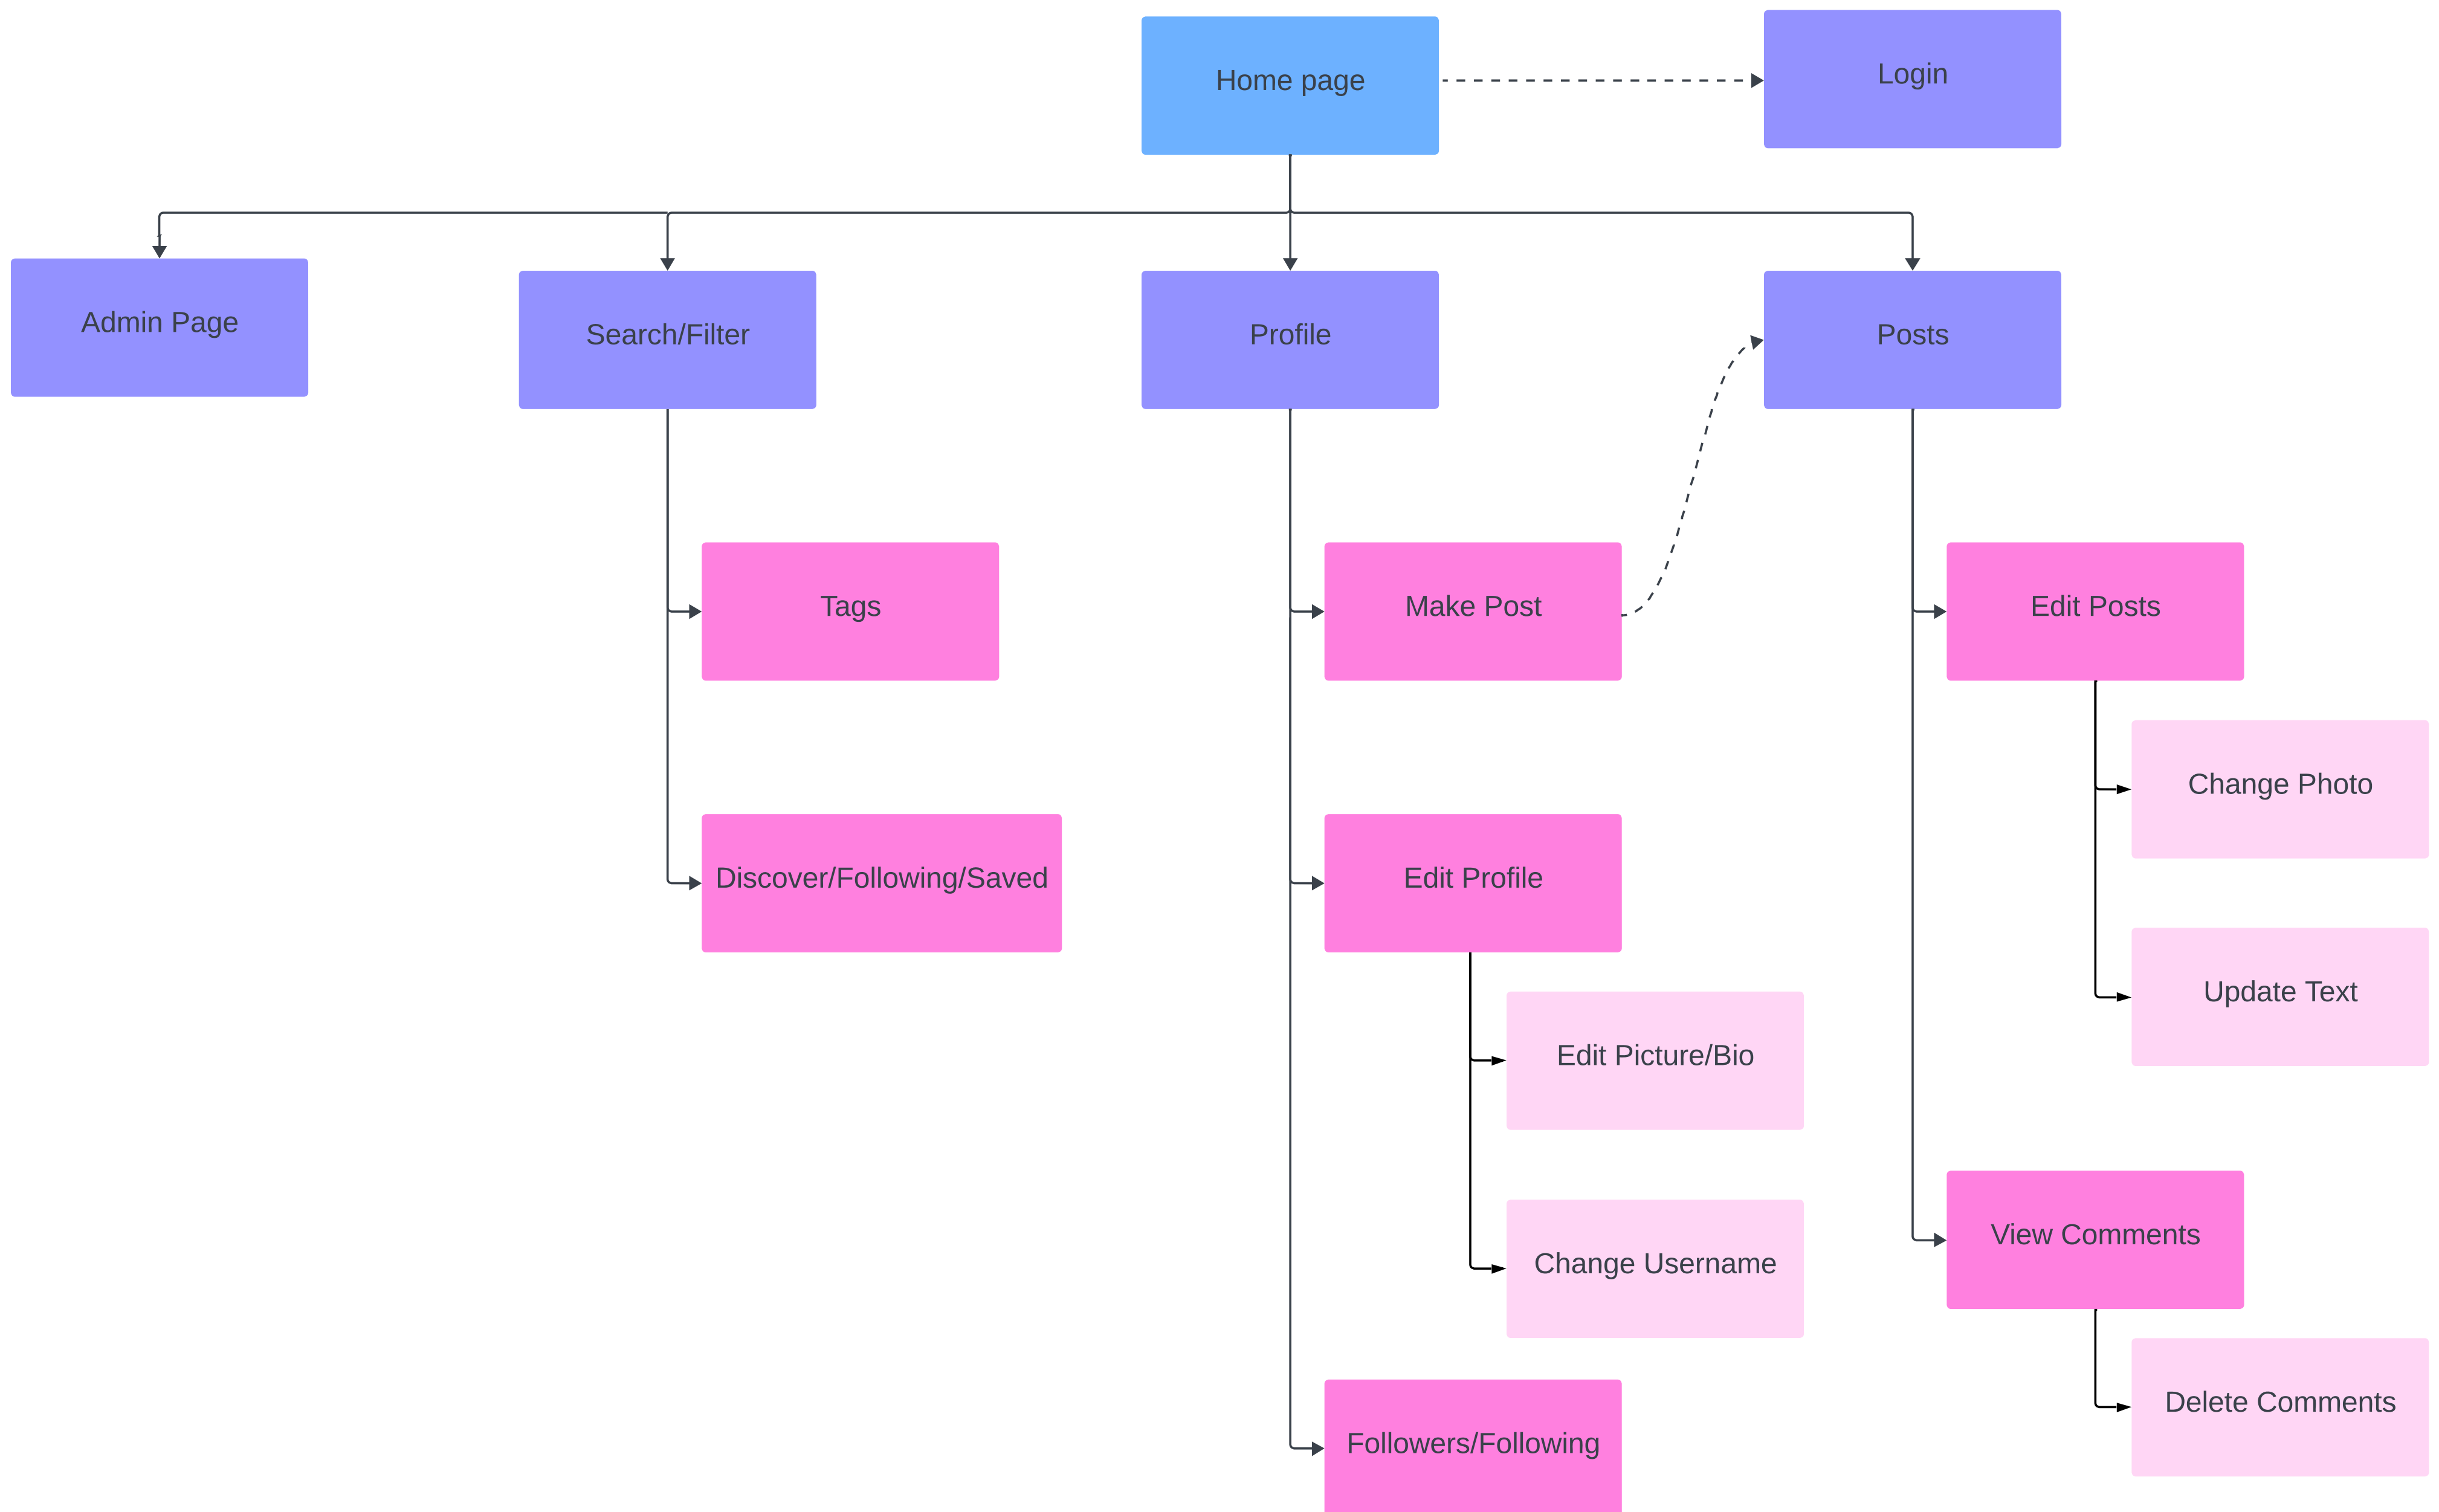 Home page
Login
Admin Page
Search/Filter
Profile
Posts
Tags
Make Post
Edit Posts
Change Photo
Discover/Following/Saved
Edit Profile
Update Text
Edit Picture/Bio
View Comments
Change Username
Delete Comments
Followers/Following